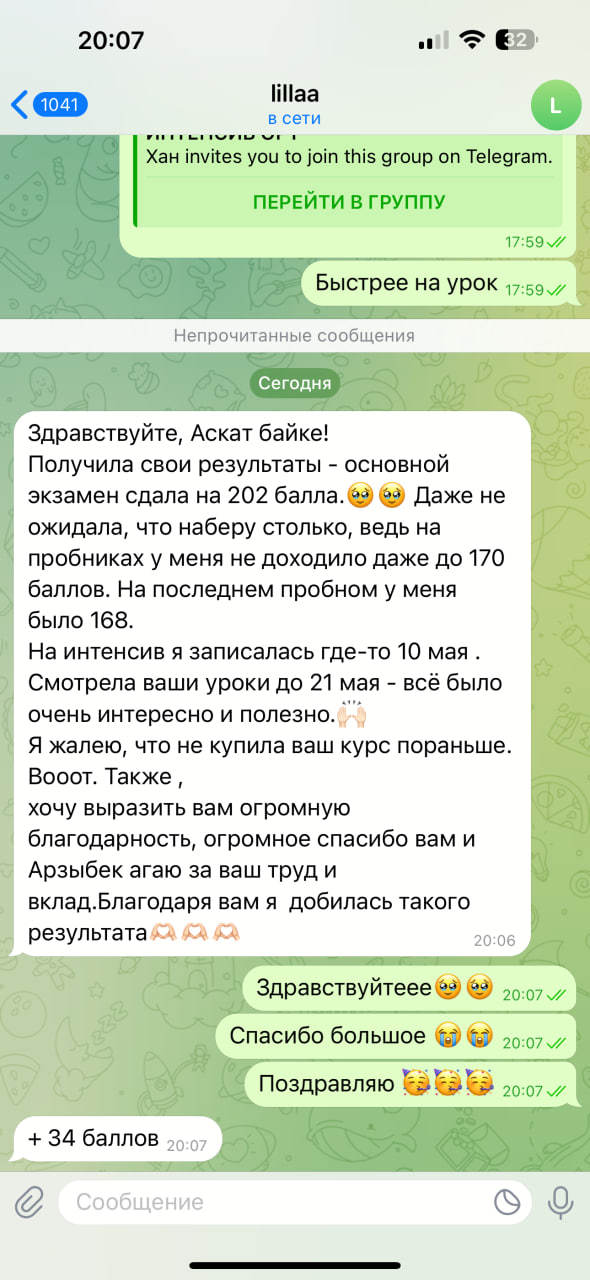 20:07
32
1041
lillaa
в сети
L
ИНТЕНСИВ ОРТ
Хан invites you to join this group on Telegram.
ПЕРЕЙТИ В ГРУППУ
17:59
Быстрее на урок 17:59
Непрочитанные сообщения
Сегодня
Здравствуйте, Аскат байке!
Получила свои результаты - основной
экзамен сдала на 202 балла.🥹🥹 Даже не
ожидала, что наберу столько, ведь на
пробниках у меня не доходило даже до 170
баллов. На последнем пробном у меня
было 168.
На интенсив я записалась где-то 10 мая .
Смотрела ваши уроки до 21 мая - всё было
очень интересно и полезно.🙌🏻
Я жалею, что не купила ваш курс пораньше.
Вооот. Также ,
хочу выразить вам огромную
благодарность, огромное спасибо вам и
Арзыбек агаю за ваш труд и
вклад.Благодаря вам я  добилась такого
результата🫶🏻🫶🏻🫶🏻
20:06
Здравствуйтеее🥹🥹 20:07
Спасибо большое 😭😭 20:07
Поздравляю 🥳🥳🥳 20:07
+ 34 баллов 20:07
Сообщение